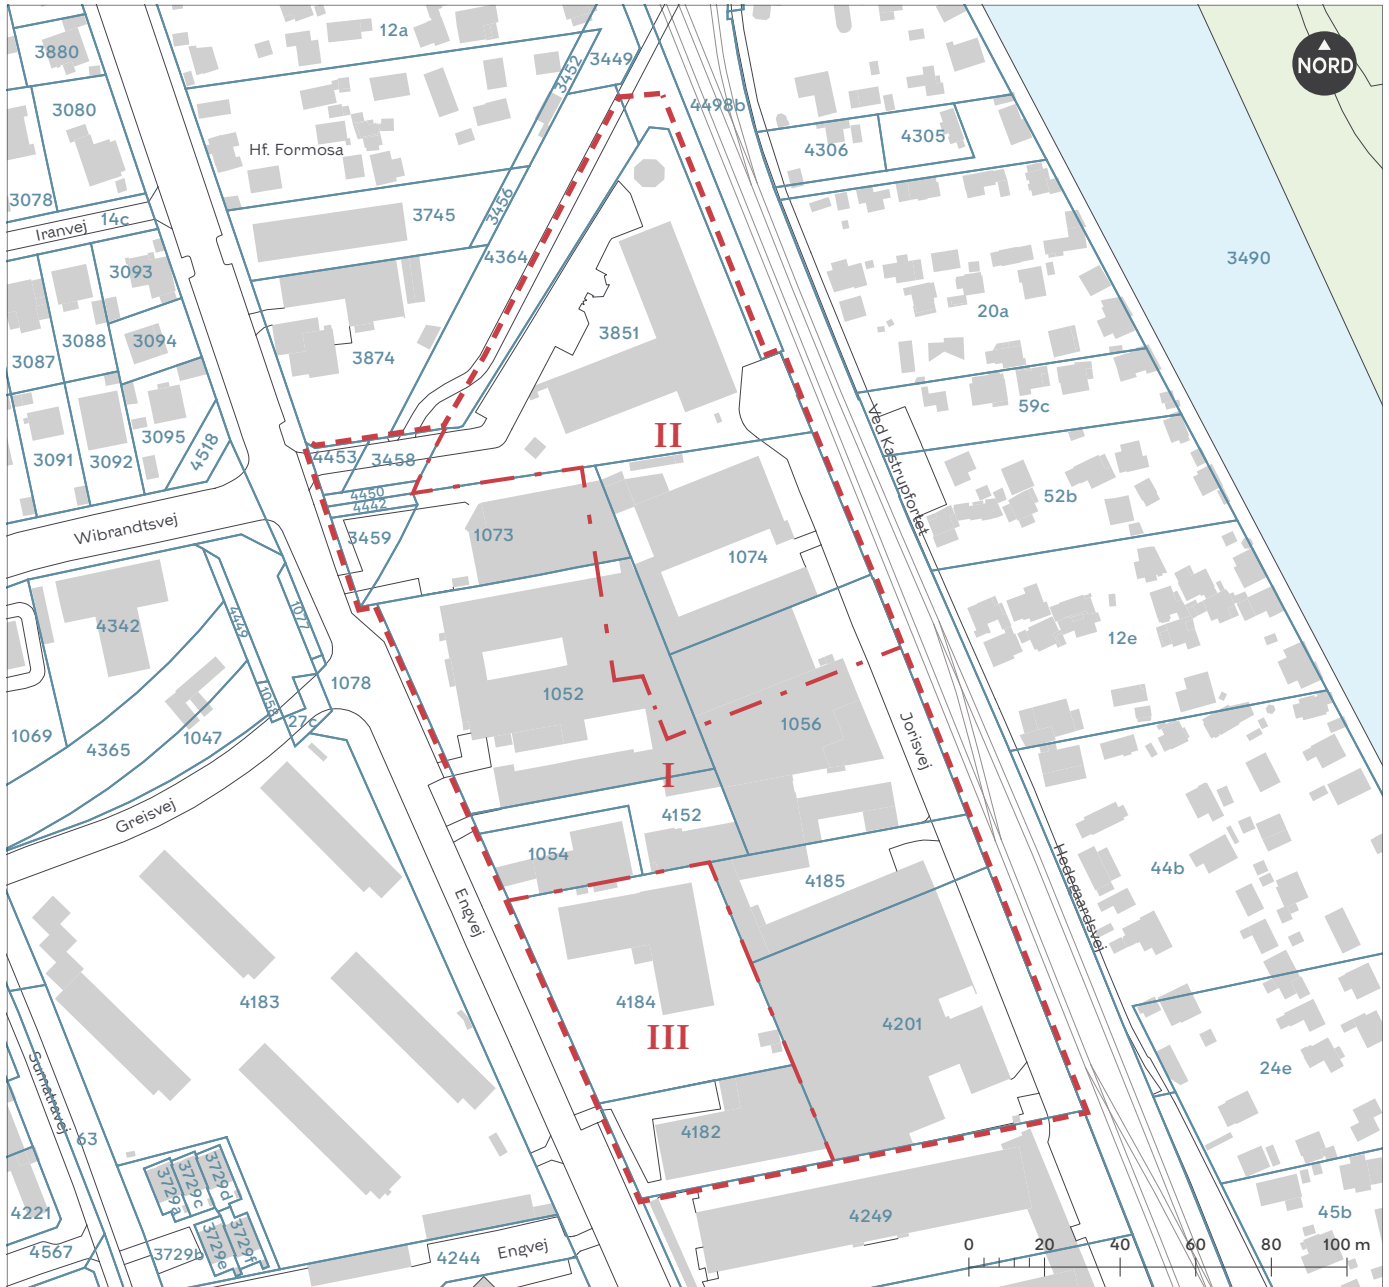 12a
3880
3449
3452
NORD
4498b
3080
4305
4306
Hf. Formosa
3078
14c
3745
3456
Iranvej
4364
3490
3093
20a
3851
3088
3094
3087
3874
59c
Ved Kastrupfortet
II
3095
4518
4453
3458
3091
3092
4450
52b
4442
Wibrandtsvej
1073
3459
1074
4342
4449
1077
12e
1078
1052
1058
27c
1056
1069
1047
4365
Jorisvej
I
Greisvej
4152
1054
44b
4185
Hedegaardsvej
Engvej
4183
4184
4201
III
24e
Sumatravej
63
4182
3729a
3729c
3729d
4221
45b
4249
3729b
3729e
3729f
4567
4244
Engvej
0 20 40 60 80 100 m